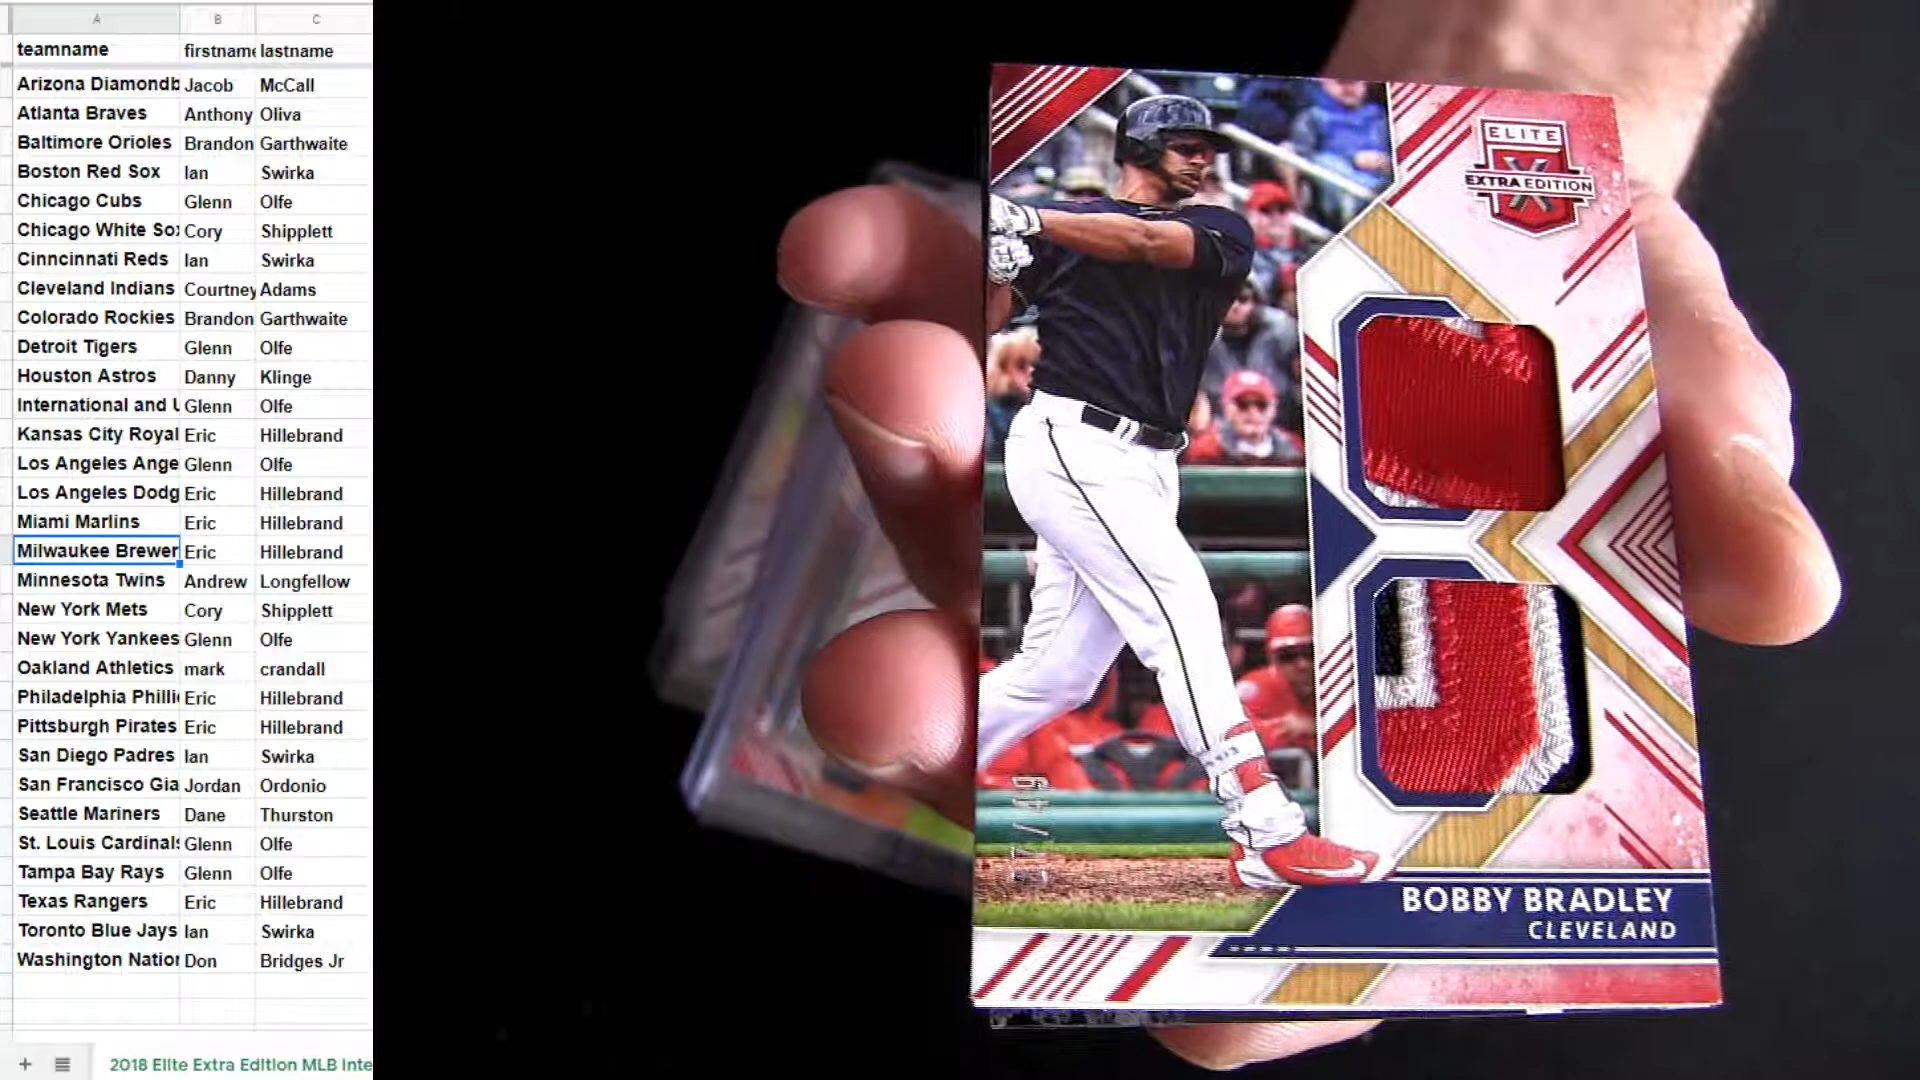 A B C
teamname firstname lastname
Arizona Diamondb Jacob McCall
Atlanta Braves Anthony Oliva
Baltimore Orioles Brandon Garthwaite
Boston Red Sox Ian Swirka
Chicago Cubs Glenn Olfe
Chicago White Sox Cory Shipplett
Cinncinnati Reds Ian Swirka
Cleveland Indians Courtney Adams
Colorado Rockies Brandon Garthwaite
Detroit Tigers Glenn Olfe
Houston Astros Danny Klinge
International and U Glenn Olfe
Kansas City Royal Eric Hillebrand
Los Angeles Ange Glenn Olfe
Los Angeles Dodg Eric Hillebrand
Miami Marlins Eric Hillebrand
Milwaukee Brewer Eric Hillebrand
Minnesota Twins Andrew Longfellow
New York Mets Cory Shipplett
New York Yankees Glenn Olfe
Oakland Athletics mark crandall
Philadelphia Phillie Eric Hillebrand
Pittsburgh Pirates Eric Hillebrand
San Diego Padres Ian Swirka
San Francisco Gia Jordan Ordonio
Seattle Mariners Dane Thurston
St. Louis Cardinals Glenn Olfe
Tampa Bay Rays Glenn Olfe
Texas Rangers Eric Hillebrand
Toronto Blue Jays Ian Swirka
Washington Nation Don Bridges Jr
2018 Elite Extra Edition MLB Inte
ELITE
EXTRA EDITION
BOBBY BRADLEY
CLEVELAND